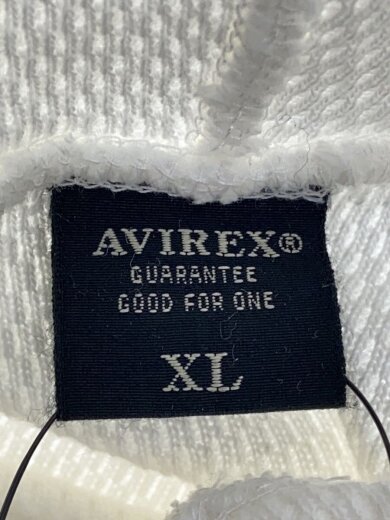 AVIREX®
GUARANTEE
GOOD FOR ONE
XL